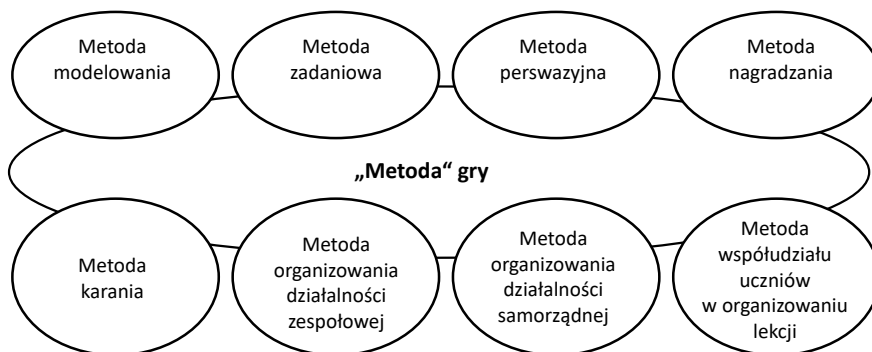 Metoda
modelowania
Metoda
zadaniowa
Metoda
perswazyjna
Metoda
nagradzania
„Metoda“ gry
Metoda
karania
Metoda
organizowania
działalności
zespołowej
Metoda
organizowania
działalności
samorządnej
Metoda
współudziału
uczniów
w organizowaniu
lekcji